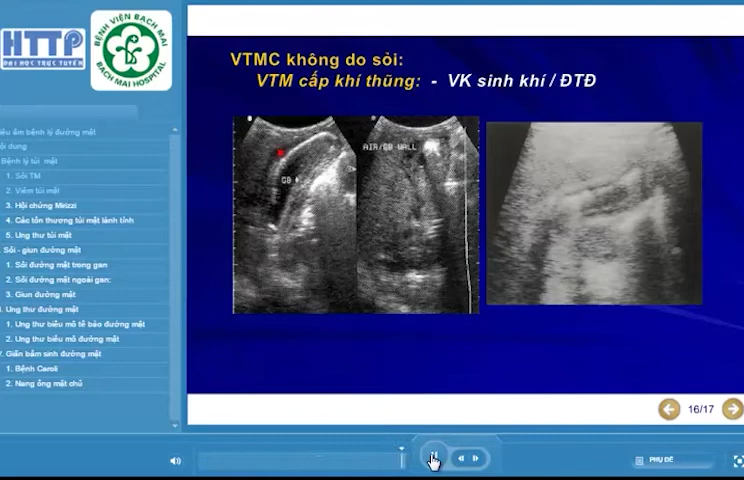 HTTP
ĐẠI HỌC TRỰC TUYẾN
BỆNH VIỆN BẠCH MAI
BACH MAI HOSPITAL
iêu âm bệnh lý đường mật
ội dung
Bệnh lý túi mật
1. Sỏi TM
2. Viêm túi mật
3. Hội chứng Mirizzi
4. Các tổn thương túi mật lành tính
5. Ung thư túi mật
Sỏi - giun đường mật
1. Sỏi đường mật trong gan
2. Sỏi đường mật ngoài gan:
3. Giun đường mật
I. Ung thư đường mật
1. Ung thư biểu mô tế bào đường mật
2. Ung thư biểu mô đường mật
V. Giãn bẩm sinh đường mật
1. Bệnh Caroli
2. Nang ống mật chủ
VTMC không do sỏi:
VTM cấp khí thũng: - VK sinh khí / ĐTĐ
GB
AIR/GB WALL
16/17
PHỤ ĐỀ